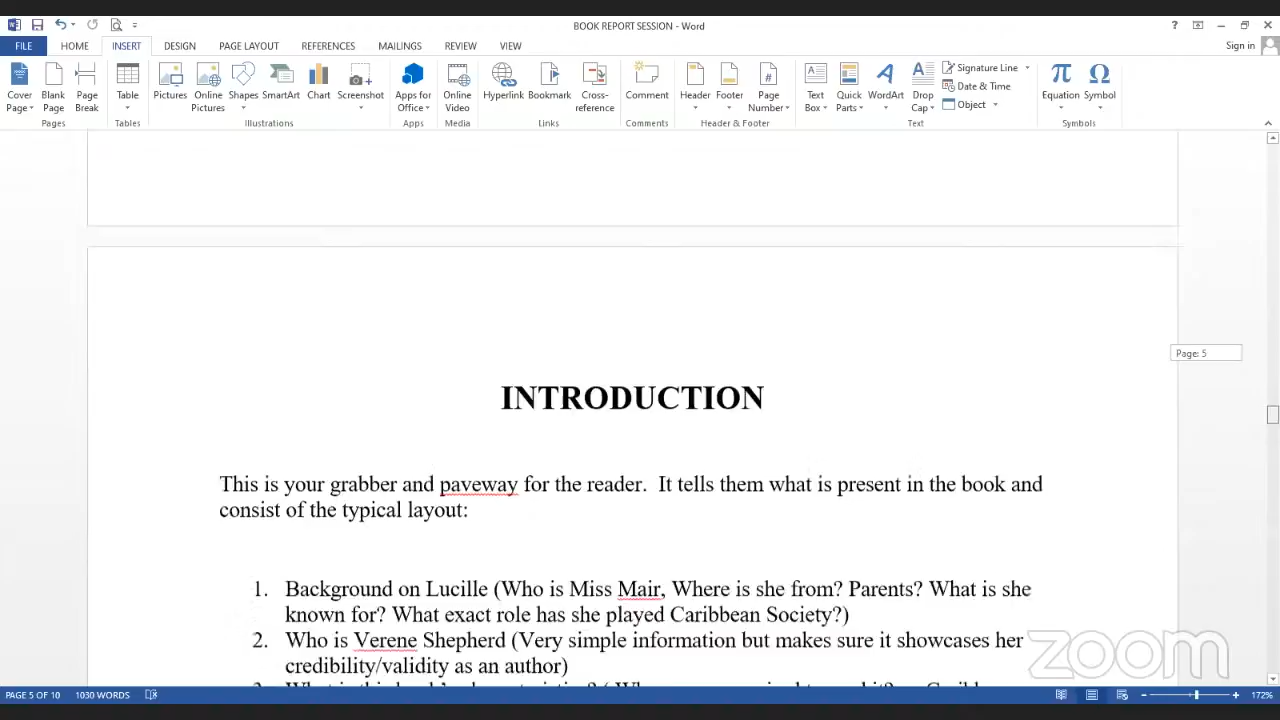 BOOK REPORT SESSION - Word
FILE HOME INSERT DESIGN PAGE LAYOUT REFERENCES MAILINGS REVIEW VIEW Sign in
Cover Page Blank Page Page Break Table Pictures Online Pictures Shapes SmartArt Chart Screenshot Apps for Office Online Video Hyperlink Bookmark Cross-reference Comment Header Footer Page Number Text Box Quick Parts WordArt Drop Cap Signature Line Date & Time Object Equation Symbol
Pages Tables Illustrations Apps Media Links Comments Header & Footer Text Symbols
Page: 5
INTRODUCTION
This is your grabber and paveway for the reader. It tells them what is present in the book and
consist of the typical layout:
1. Background on Lucille (Who is Miss Mair, Where is she from? Parents? What is she
known for? What exact role has she played Caribbean Society?)
2. Who is Verene Shepherd (Very simple information but makes sure it showcases her
credibility/validity as an author)
zoom
PAGE 5 OF 10 1030 WORDS 172%